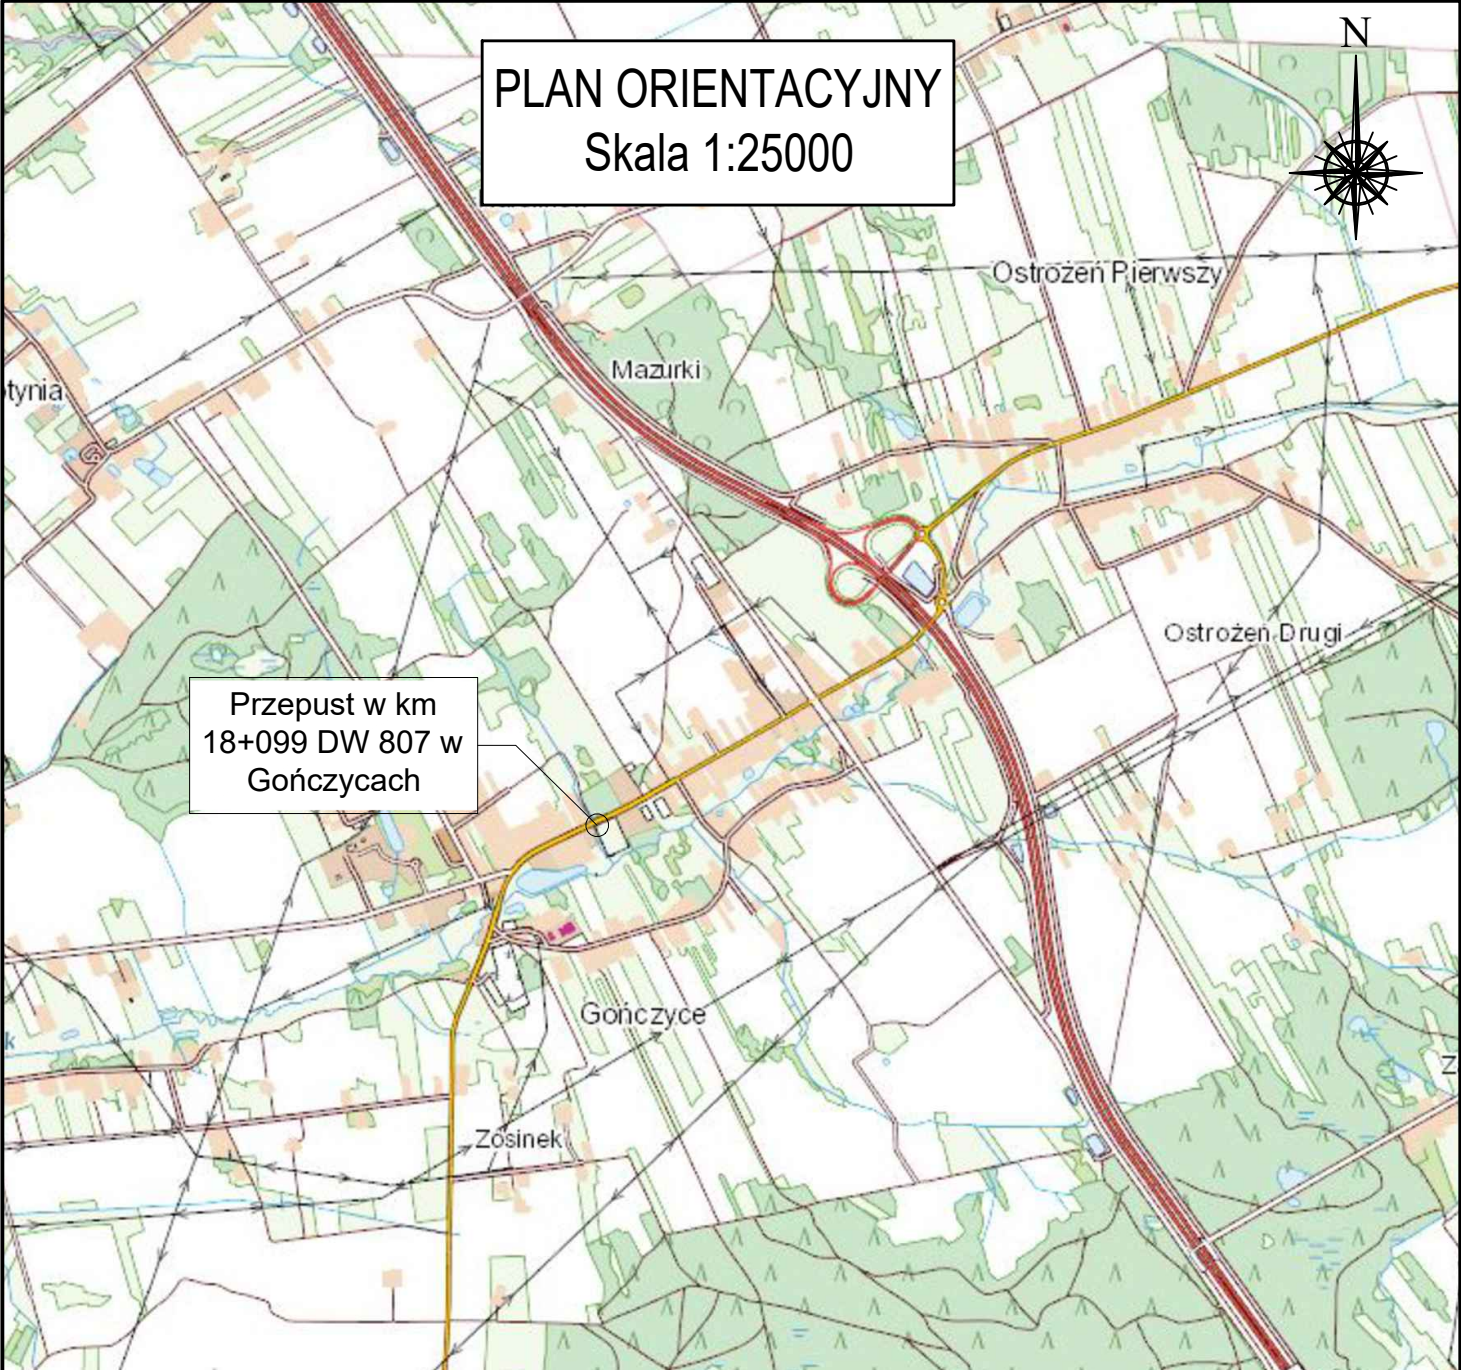 PLAN ORIENTACYJNY
Skala 1:25000
N
Ostrożeń Pierwszy
Mazurki
tynia
Ostrożeń Drugi
Przepust w km
18+099 DW 807 w
Gończycach
Gończyce
k
Z
Zosinek